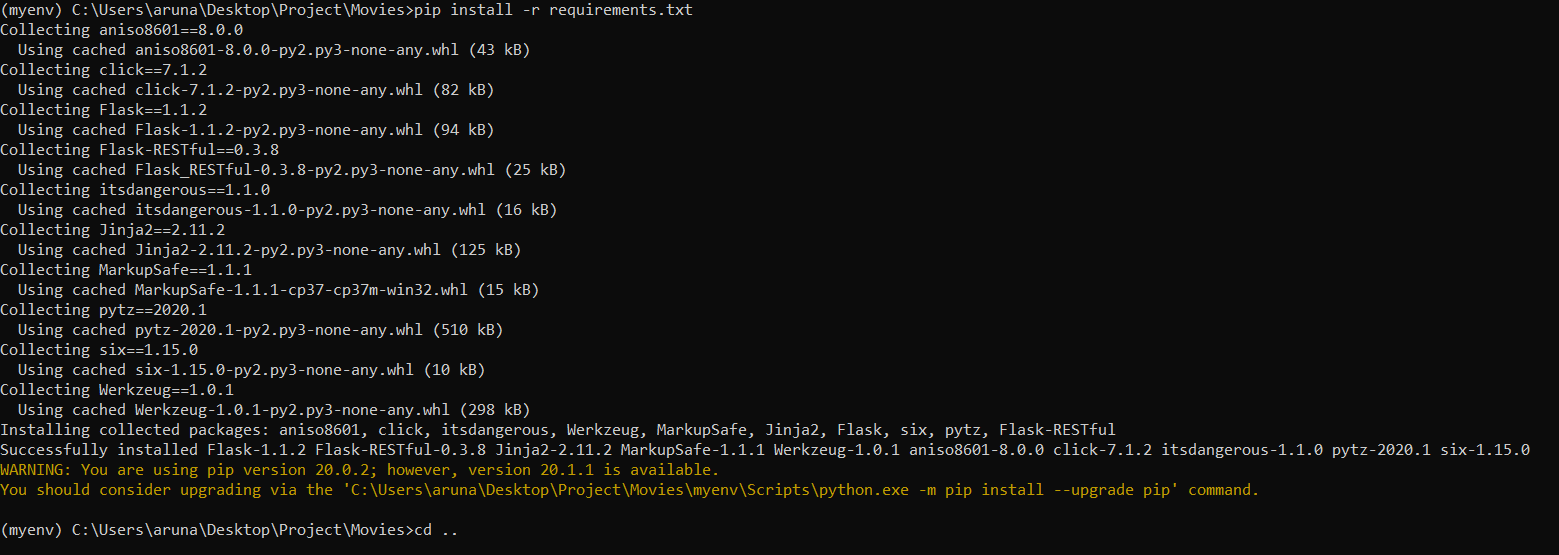 (myenv) C:\Users\aruna\Desktop\Project\Movies>pip install -r requirements.txt
Collecting aniso8601==8.0.0
  Using cached aniso8601-8.0.0-py2.py3-none-any.whl (43 kB)
Collecting click==7.1.2
  Using cached click-7.1.2-py2.py3-none-any.whl (82 kB)
Collecting Flask==1.1.2
  Using cached Flask-1.1.2-py2.py3-none-any.whl (94 kB)
Collecting Flask-RESTful==0.3.8
  Using cached Flask_RESTful-0.3.8-py2.py3-none-any.whl (25 kB)
Collecting itsdangerous==1.1.0
  Using cached itsdangerous-1.1.0-py2.py3-none-any.whl (16 kB)
Collecting Jinja2==2.11.2
  Using cached Jinja2-2.11.2-py2.py3-none-any.whl (125 kB)
Collecting MarkupSafe==1.1.1
  Using cached MarkupSafe-1.1.1-cp37-cp37m-win32.whl (15 kB)
Collecting pytz==2020.1
  Using cached pytz-2020.1-py2.py3-none-any.whl (510 kB)
Collecting six==1.15.0
  Using cached six-1.15.0-py2.py3-none-any.whl (10 kB)
Collecting Werkzeug==1.0.1
  Using cached Werkzeug-1.0.1-py2.py3-none-any.whl (298 kB)
Installing collected packages: aniso8601, click, itsdangerous, Werkzeug, MarkupSafe, Jinja2, Flask, six, pytz, Flask-RESTful
Successfully installed Flask-1.1.2 Flask-RESTful-0.3.8 Jinja2-2.11.2 MarkupSafe-1.1.1 Werkzeug-1.0.1 aniso8601-8.0.0 click-7.1.2 itsdangerous-1.1.0 pytz-2020.1 six-1.15.0
WARNING: You are using pip version 20.0.2; however, version 20.1.1 is available.
You should consider upgrading via the 'C:\Users\aruna\Desktop\Project\Movies\myenv\Scripts\python.exe -m pip install --upgrade pip' command.
(myenv) C:\Users\aruna\Desktop\Project\Movies>cd ..